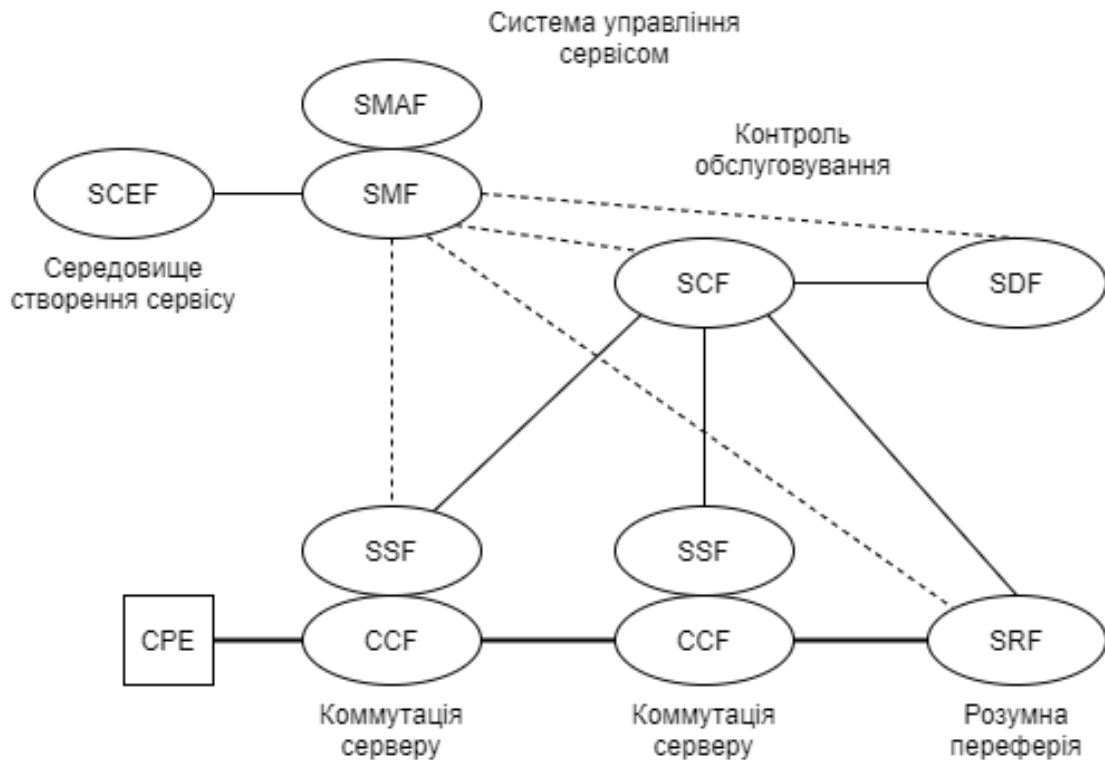 Система управління
сервісом
SMAF
Контроль
обслуговування
SCEF
SMF
Середовище
створення сервісу
SCF
SDF
SSF
SSF
CPE
CCF
CCF
SRF
Коммутація
серверу
Коммутація
серверу
Розумна
переферія